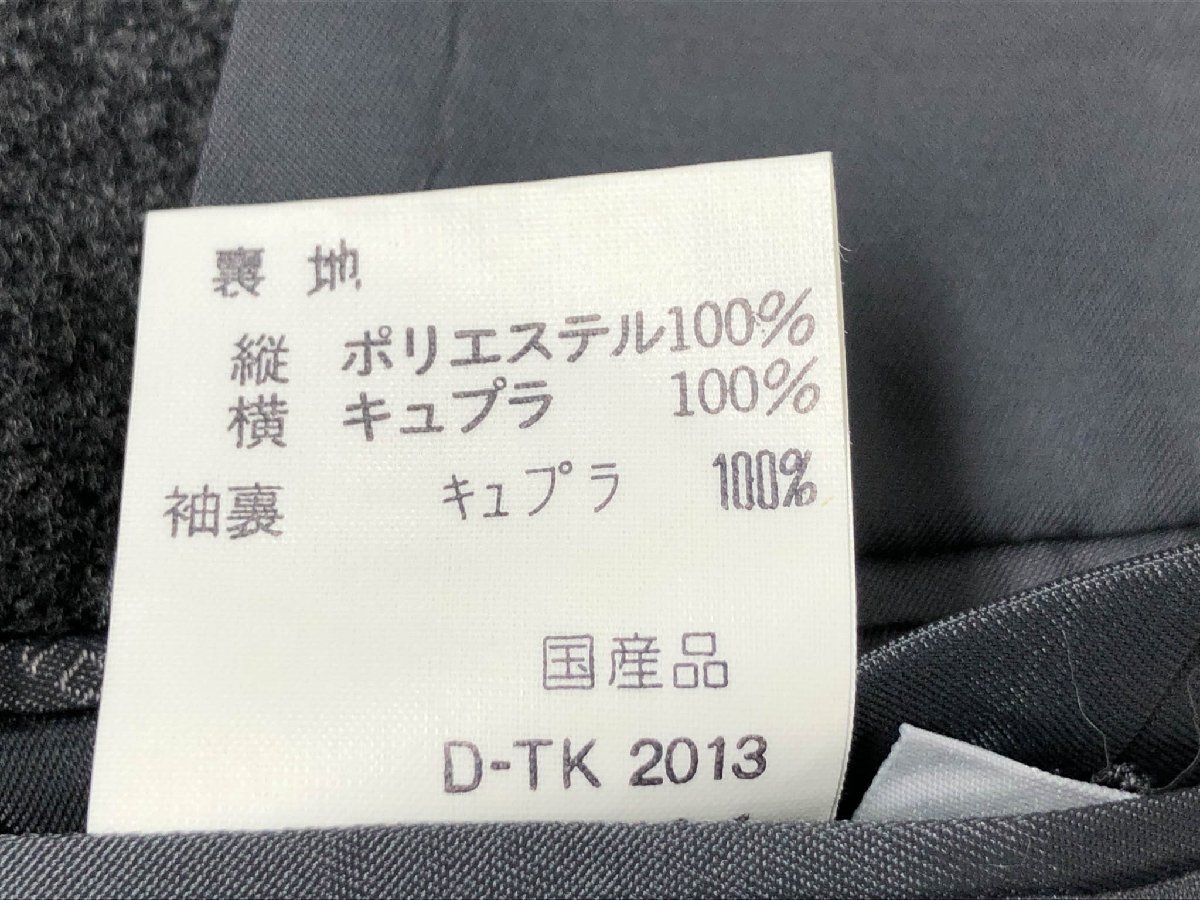 裏地
縦 ポリエステル100%
横 キュプラ 100%
袖裏 キュプラ 100%
国産品
D-TK 2013